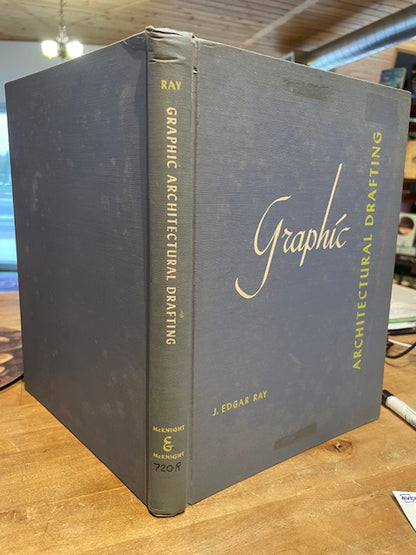 RAY
GRAPHIC ARCHITECTURAL DRAFTING
McKNIGHT
&
McKNIGHT
720R
Graphic
ARCHITECTURAL DRAFTING
J. EDGAR RAY